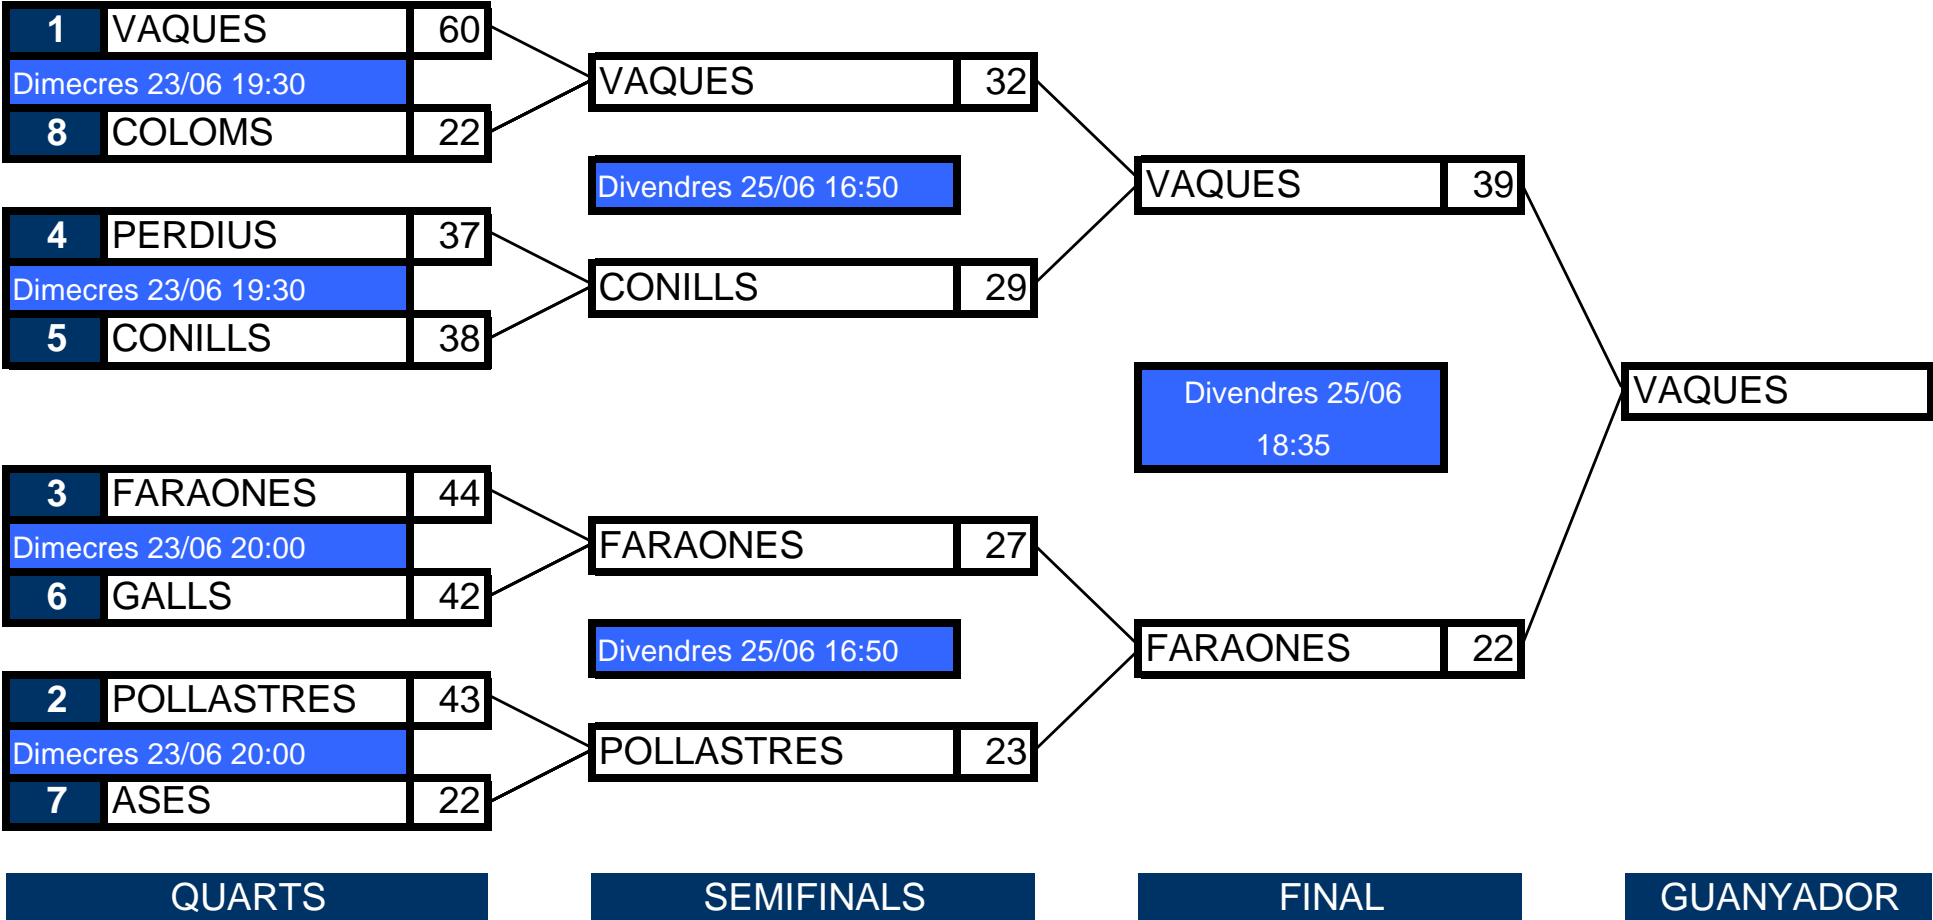 1 VAQUES 60
Dimecres 23/06 19:30
8 COLOMS 22
4 PERDIUS 37
Dimecres 23/06 19:30
5 CONILLS 38
3 FARAONES 44
Dimecres 23/06 20:00
6 GALLS 42
2 POLLASTRES 43
Dimecres 23/06 20:00
7 ASES 22
QUARTS
VAQUES 32
Divendres 25/06 16:50
CONILLS 29
FARAONES 27
Divendres 25/06 16:50
POLLASTRES 23
SEMIFINALS
VAQUES 39
Divendres 25/06
18:35
FARAONES 22
FINAL
VAQUES
GUANYADOR